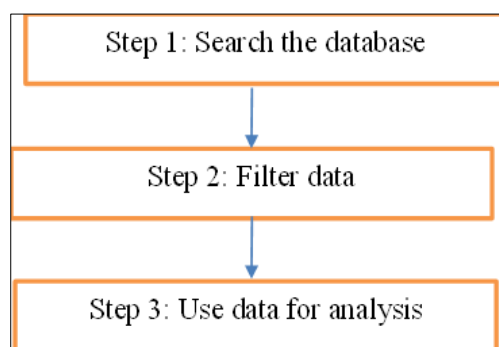 Step 1: Search the database
Step 2: Filter data
Step 3: Use data for analysis